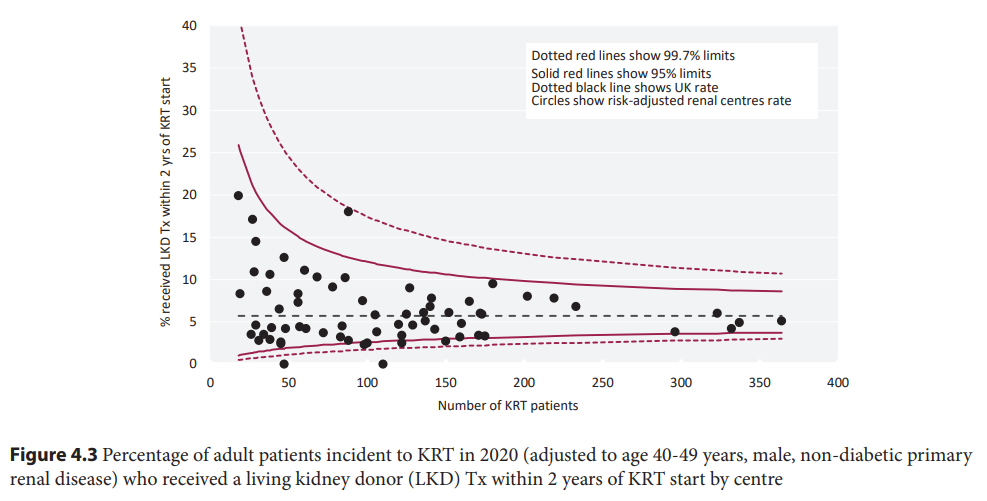 40
35
30
25
20
15
10
5
0
% received LKD Tx within 2 yrs of KRT start
Dotted red lines show 99.7% limits
Solid red lines show 95% limits
Dotted black line shows UK rate
Circles show risk-adjusted renal centres rate
0 50 100 150 200 250 300 350 400
Number of KRT patients
Figure 4.3 Percentage of adult patients incident to KRT in 2020 (adjusted to age 40-49 years, male, non-diabetic primary
renal disease) who received a living kidney donor (LKD) Tx within 2 years of KRT start by centre